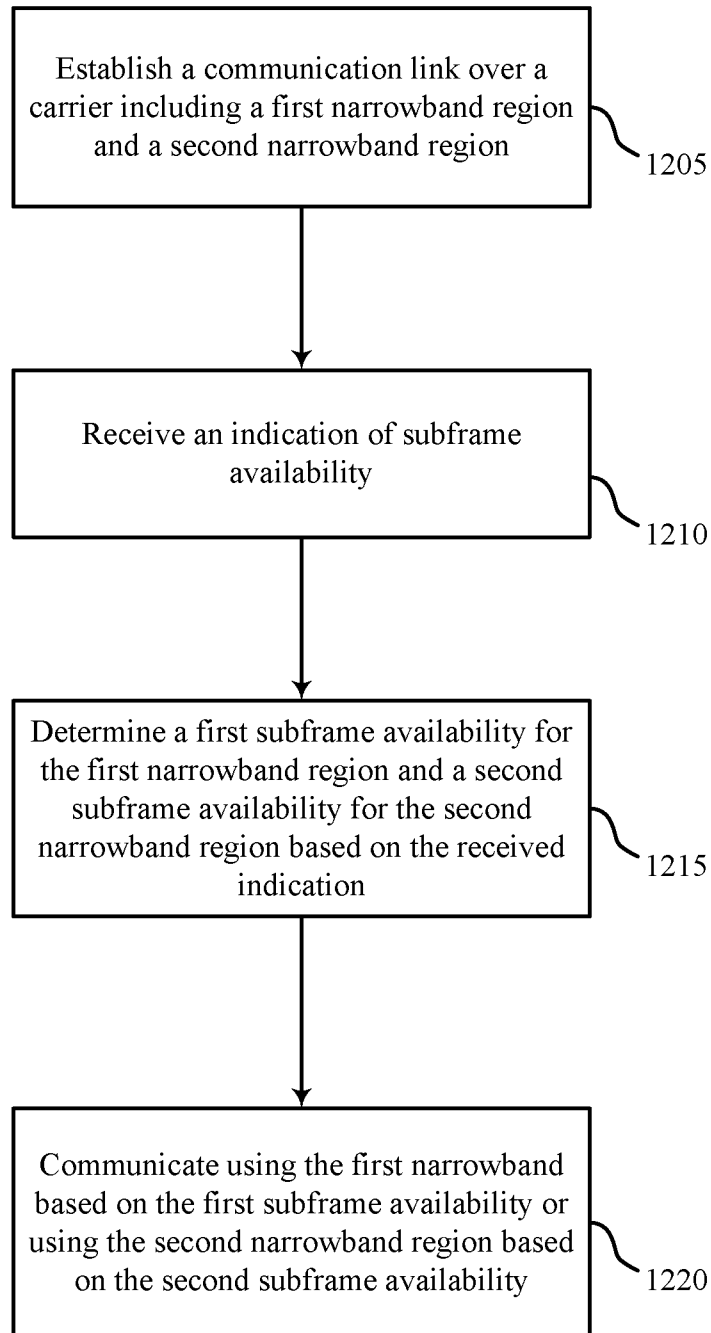 Establish a communication link over a
carrier including a first narrowband region
and a second narrowband region
1205
Receive an indication of subframe
availability
1210
Determine a first subframe availability for
the first narrowband region and a second
subframe availability for the second
narrowband region based on the received
indication
1215
Communicate using the first narrowband
based on the first subframe availability or
using the second narrowband region based
on the second subframe availability
1220